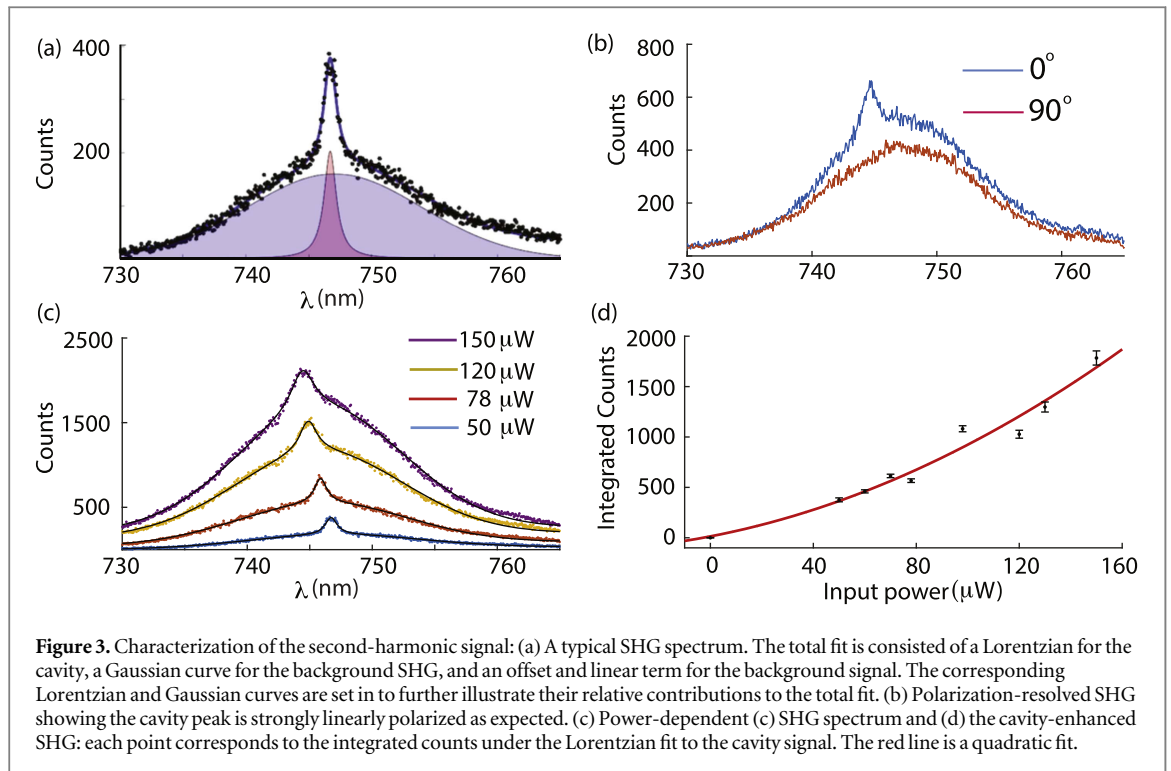 (a)
400
200
Counts
730
740
750
760
λ (nm)
(b)
800
600
400
200
Counts
0°
90°
730
740
750
760
(c)
2500
1500
500
Counts
150 μW
120 μW
78 μW
50 μW
730
740
750
760
λ (nm)
(d)
2000
1500
1000
500
0
Integrated Counts
0
40
80
120
160
Input power (μW)
Figure 3. Characterization of the second-harmonic signal: (a) A typical SHG spectrum. The total fit is consisted of a Lorentzian for the
cavity, a Gaussian curve for the background SHG, and an offset and linear term for the background signal. The corresponding
Lorentzian and Gaussian curves are set in to further illustrate their relative contributions to the total fit. (b) Polarization-resolved SHG
showing the cavity peak is strongly linearly polarized as expected. (c) Power-dependent (c) SHG spectrum and (d) the cavity-enhanced
SHG: each point corresponds to the integrated counts under the Lorentzian fit to the cavity signal. The red line is a quadratic fit.